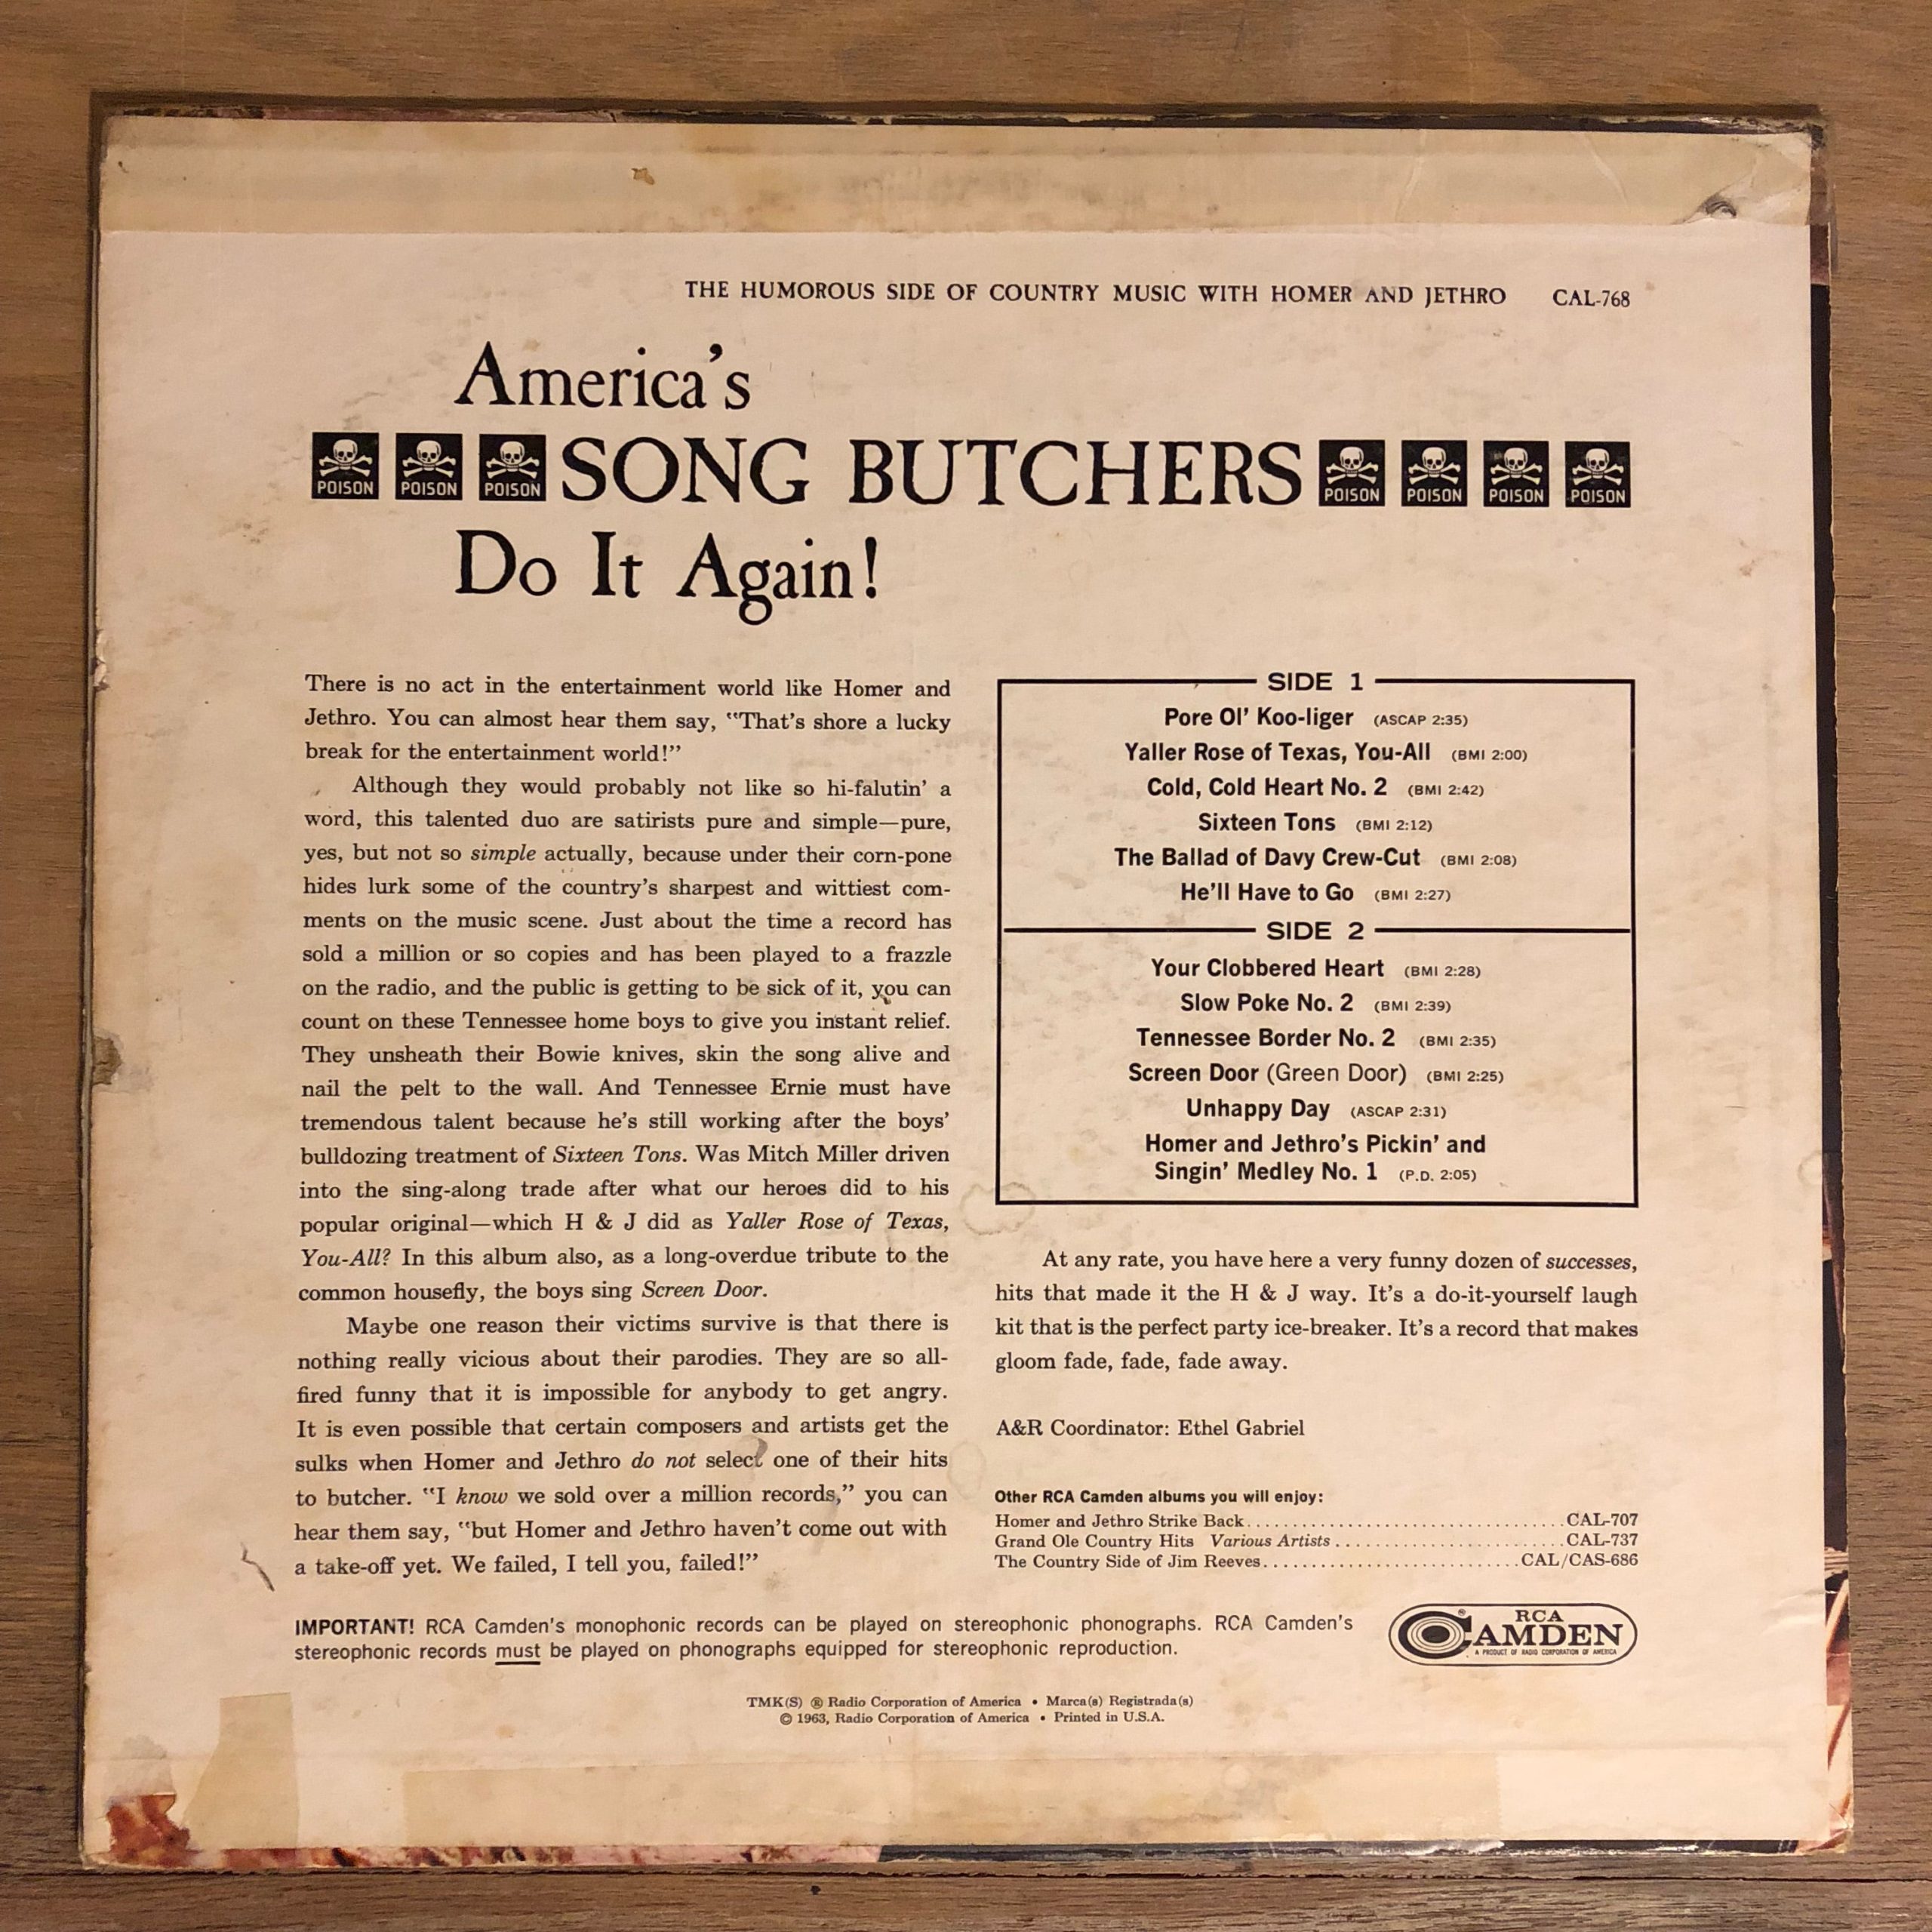 THE HUMOROUS SIDE OF COUNTRY MUSIC WITH HOMER AND JETHRO CAL-768
America's
POISON POISON POISON SONG BUTCHERS POISON POISON POISON POISON
Do It Again!
There is no act in the entertainment world like Homer and
Jethro. You can almost hear them say, "That's shore a lucky
break for the entertainment world!"
Although they would probably not like so hi-falutin' a
word, this talented duo are satirists pure and simple—pure,
yes, but not so simple actually, because under their corn-pone
hides lurk some of the country's sharpest and wittiest com-
ments on the music scene. Just about the time a record has
sold a million or so copies and has been played to a frazzle
on the radio, and the public is getting to be sick of it, you can
count on these Tennessee home boys to give you instant relief.
They unsheath their Bowie knives, skin the song alive and
nail the pelt to the wall. And Tennessee Ernie must have
tremendous talent because he's still working after the boys'
bulldozing treatment of Sixteen Tons. Was Mitch Miller driven
into the sing-along trade after what our heroes did to his
popular original—which H & J did as Yaller Rose of Texas,
You-All? In this album also, as a long-overdue tribute to the
common housefly, the boys sing Screen Door.
Maybe one reason their victims survive is that there is
nothing really vicious about their parodies. They are so all-
fired funny that it is impossible for anybody to get angry.
It is even possible that certain composers and artists get the
sulks when Homer and Jethro do not select one of their hits
to butcher. "I know we sold over a million records," you can
hear them say, "but Homer and Jethro haven't come out with
a take-off yet. We failed, I tell you, failed!"
SIDE 1
Pore Ol' Koo-liger (ASCAP 2:35)
Yaller Rose of Texas, You-All (BMI 2:00)
Cold, Cold Heart No. 2 (BMI 2:42)
Sixteen Tons (BMI 2:12)
The Ballad of Davy Crew-Cut (BMI 2:08)
He'll Have to Go (BMI 2:27)
SIDE 2
Your Clobbered Heart (BMI 2:28)
Slow Poke No. 2 (BMI 2:39)
Tennessee Border No. 2 (BMI 2:35)
Screen Door (Green Door) (BMI 2:25)
Unhappy Day (ASCAP 2:31)
Homer and Jethro's Pickin' and
Singin' Medley No. 1 (P.D. 2:05)
At any rate, you have here a very funny dozen of successes,
hits that made it the H & J way. It's a do-it-yourself laugh
kit that is the perfect party ice-breaker. It's a record that makes
gloom fade, fade, fade away.
A&R Coordinator: Ethel Gabriel
Other RCA Camden albums you will enjoy:
Homer and Jethro Strike Back................................CAL-707
Grand Ole Country Hits Various Artists.......................CAL-737
The Country Side of Jim Reeves..........................CAL/CAS-686
IMPORTANT! RCA Camden's monophonic records can be played on stereophonic phonographs. RCA Camden's
stereophonic records must be played on phonographs equipped for stereophonic reproduction.
RCA
CAMDEN ®
A PRODUCT OF RADIO CORPORATION OF AMERICA
TMK(S) ® Radio Corporation of America • Marca(s) Registrada(s)
© 1963, Radio Corporation of America • Printed in U.S.A.